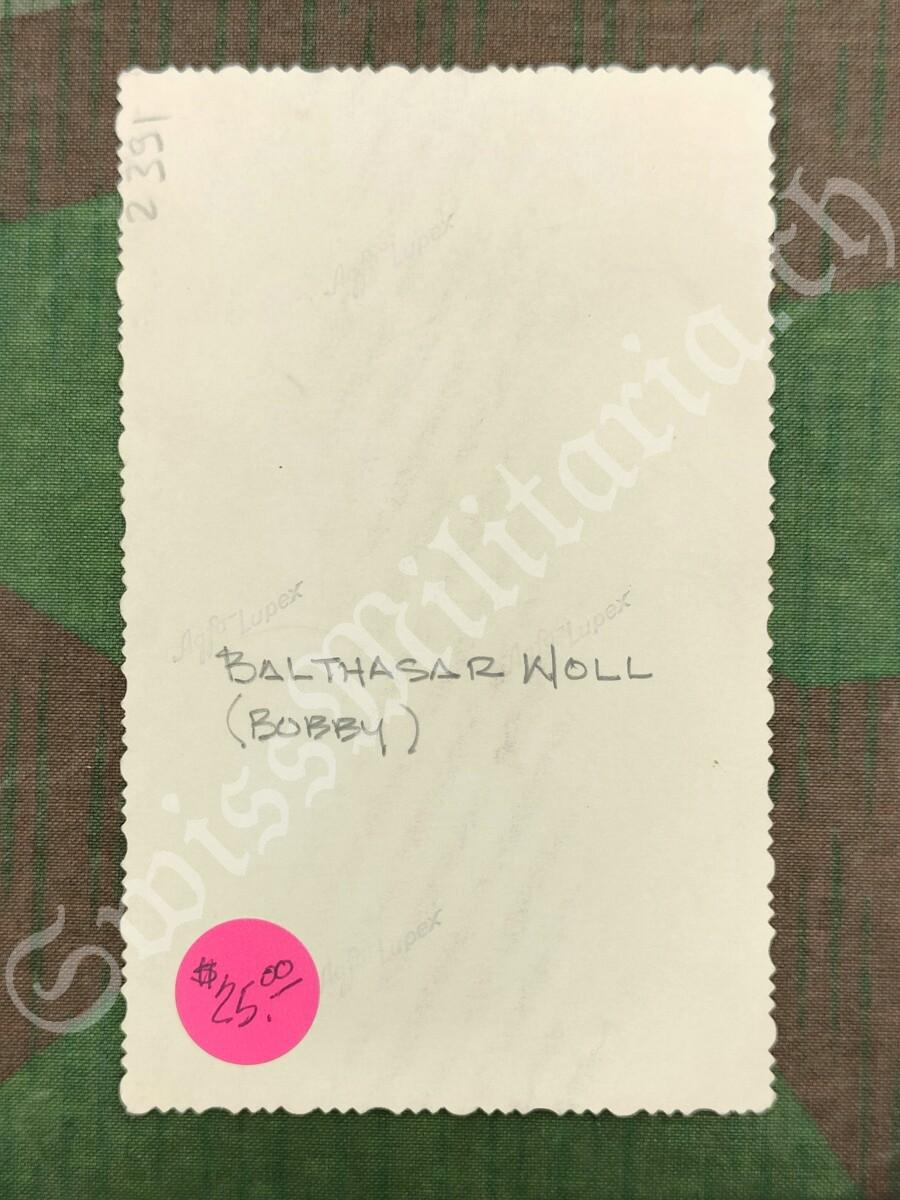 2391
Agfa-Lupex
Agfa-Lupex
Agfa-Lupex
BALTHASAR WOLL
(BOBBY)
Agfa-Lupex
$25.00
SwissMilitaria.ch